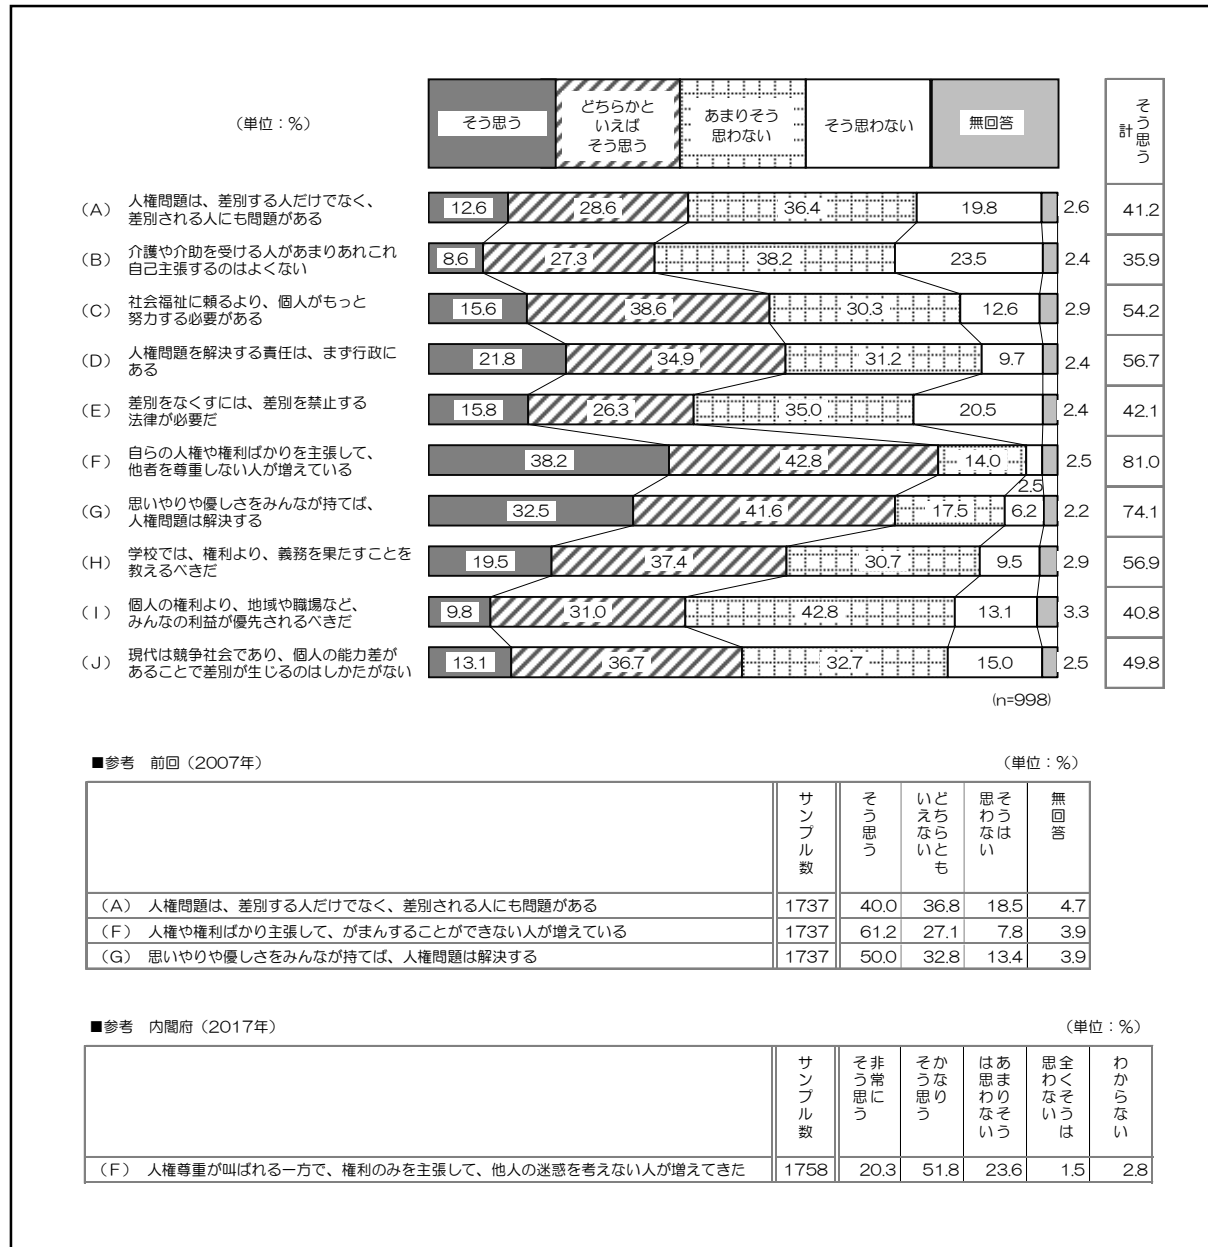 （単位：％）
そう思う
どちらかと
いえば
そう思う
あまりそう
思わない
そう思わない
無回答
そう思う
計
（A）
人権問題は、差別する人だけでなく、
差別される人にも問題がある
12.6 28.6 36.4 19.8 2.6 41.2
（B）
介護や介助を受ける人があまりあれこれ
自己主張するのはよくない
8.6 27.3 38.2 23.5 2.4 35.9
（C）
社会福祉に頼るより、個人がもっと
努力する必要がある
15.6 38.6 30.3 12.6 2.9 54.2
（D）
人権問題を解決する責任は、まず行政に
ある
21.8 34.9 31.2 9.7 2.4 56.7
（E）
差別をなくすには、差別を禁止する
法律が必要だ
15.8 26.3 35.0 20.5 2.4 42.1
（F）
自らの人権や権利ばかりを主張して、
他者を尊重しない人が増えている
38.2 42.8 14.0 2.5 2.5 81.0
（G）
思いやりや優しさをみんなが持てば、
人権問題は解決する
32.5 41.6 17.5 6.2 2.2 74.1
（H）
学校では、権利より、義務を果たすことを
教えるべきだ
19.5 37.4 30.7 9.5 2.9 56.9
（I）
個人の権利より、地域や職場など、
みんなの利益が優先されるべきだ
9.8 31.0 42.8 13.1 3.3 40.8
（J）
現代は競争社会であり、個人の能力差が
あることで差別が生じるのはしかたがない
13.1 36.7 32.7 15.0 2.5 49.8
(n=998)
■参考　前回（2007年）
（単位：％）
サンプル数
そう思う
どちらとも
いえない
そうは
思わない
無回答
（A）　人権問題は、差別する人だけでなく、差別される人にも問題がある 1737 40.0 36.8 18.5 4.7
（F）　人権や権利ばかり主張して、がまんすることができない人が増えている 1737 61.2 27.1 7.8 3.9
（G）　思いやりや優しさをみんなが持てば、人権問題は解決する 1737 50.0 32.8 13.4 3.9
■参考　内閣府（2017年）
（単位：％）
サンプル数
非常に
そう思う
かなり
そう思う
あまりそう
は思わない
全くそうは
思わない
わからない
（F）　人権尊重が叫ばれる一方で、権利のみを主張して、他人の迷惑を考えない人が増えてきた 1758 20.3 51.8 23.6 1.5 2.8